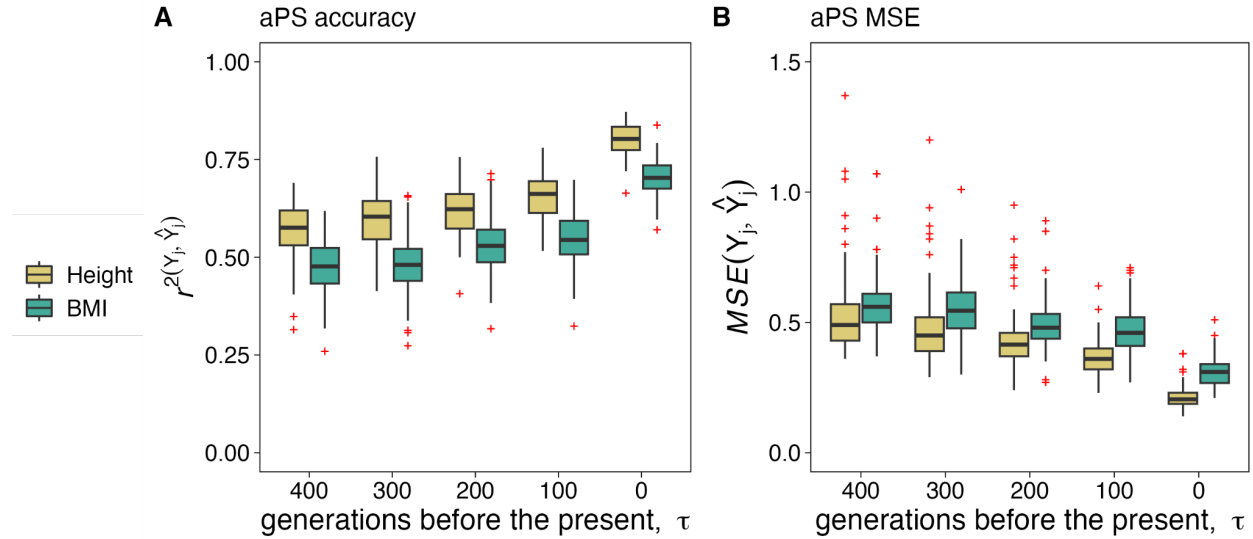 A
aPS accuracy
r²(Yⱼ, Ŷⱼ)
1.00
0.75
0.50
0.25
0.00
400 300 200 100 0
generations before the present, τ
Height
BMI
B
aPS MSE
MSE(Yⱼ, Ŷⱼ)
1.5
1.0
0.5
0.0
400 300 200 100 0
generations before the present, τ